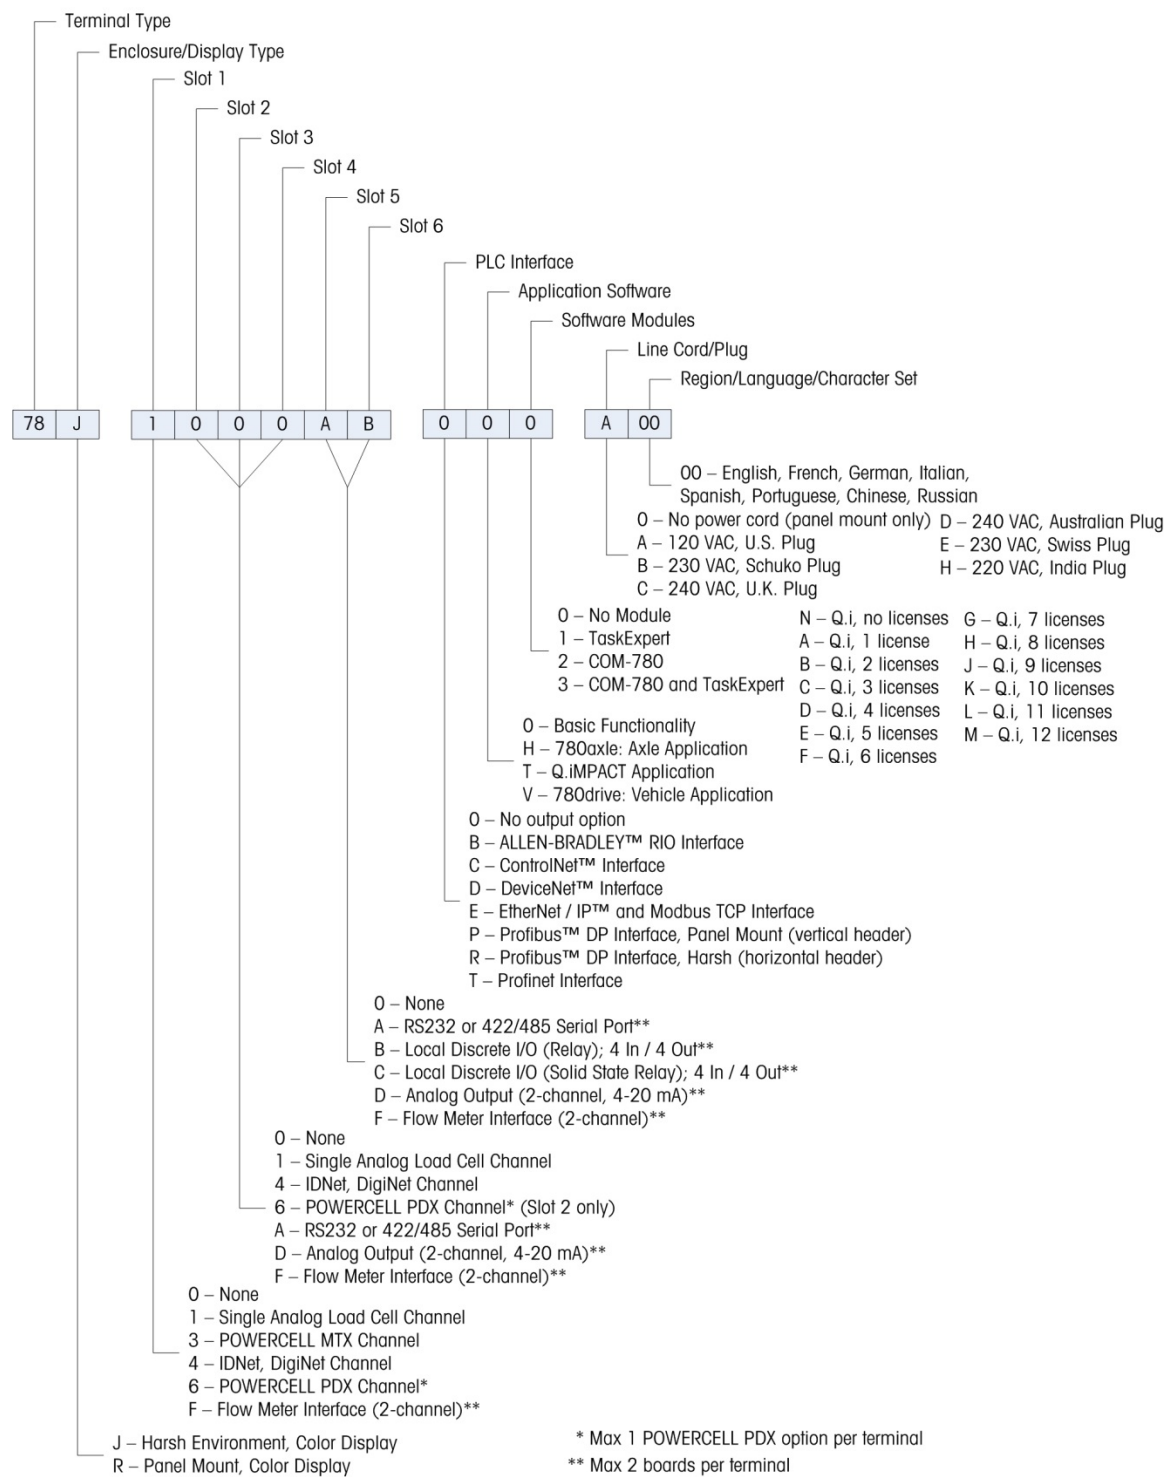 Terminal Type
Enclosure/Display Type
Slot 1
Slot 2
Slot 3
Slot 4
Slot 5
Slot 6
PLC Interface
Application Software
Software Modules
Line Cord/Plug
Region/Language/Character Set
78 J 1 0 0 0 A B 0 0 0 A 00
00 – English, French, German, Italian,
Spanish, Portuguese, Chinese, Russian
0 – No power cord (panel mount only)
A – 120 VAC, U.S. Plug
B – 230 VAC, Schuko Plug
C – 240 VAC, U.K. Plug
D – 240 VAC, Australian Plug
E – 230 VAC, Swiss Plug
H – 220 VAC, India Plug
0 – No Module
1 – TaskExpert
2 – COM-780
3 – COM-780 and TaskExpert
N – Q.i, no licenses
A – Q.i, 1 license
B – Q.i, 2 licenses
C – Q.i, 3 licenses
D – Q.i, 4 licenses
E – Q.i, 5 licenses
F – Q.i, 6 licenses
G – Q.i, 7 licenses
H – Q.i, 8 licenses
J – Q.i, 9 licenses
K – Q.i, 10 licenses
L – Q.i, 11 licenses
M – Q.i, 12 licenses
0 – Basic Functionality
H – 780axle: Axle Application
T – Q.iMPACT Application
V – 780drive: Vehicle Application
0 – No output option
B – ALLEN-BRADLEY™ RIO Interface
C – ControlNet™ Interface
D – DeviceNet™ Interface
E – EtherNet / IP™ and Modbus TCP Interface
P – Profibus™ DP Interface, Panel Mount (vertical header)
R – Profibus™ DP Interface, Harsh (horizontal header)
T – Profinet Interface
0 – None
A – RS232 or 422/485 Serial Port**
B – Local Discrete I/O (Relay); 4 In / 4 Out**
C – Local Discrete I/O (Solid State Relay); 4 In / 4 Out**
D – Analog Output (2-channel, 4-20 mA)**
F – Flow Meter Interface (2-channel)**
0 – None
1 – Single Analog Load Cell Channel
4 – IDNet, DigiNet Channel
6 – POWERCELL PDX Channel* (Slot 2 only)
A – RS232 or 422/485 Serial Port**
D – Analog Output (2-channel, 4-20 mA)**
F – Flow Meter Interface (2-channel)**
0 – None
1 – Single Analog Load Cell Channel
3 – POWERCELL MTX Channel
4 – IDNet, DigiNet Channel
6 – POWERCELL PDX Channel*
F – Flow Meter Interface (2-channel)**
J – Harsh Environment, Color Display
R – Panel Mount, Color Display
* Max 1 POWERCELL PDX option per terminal
** Max 2 boards per terminal